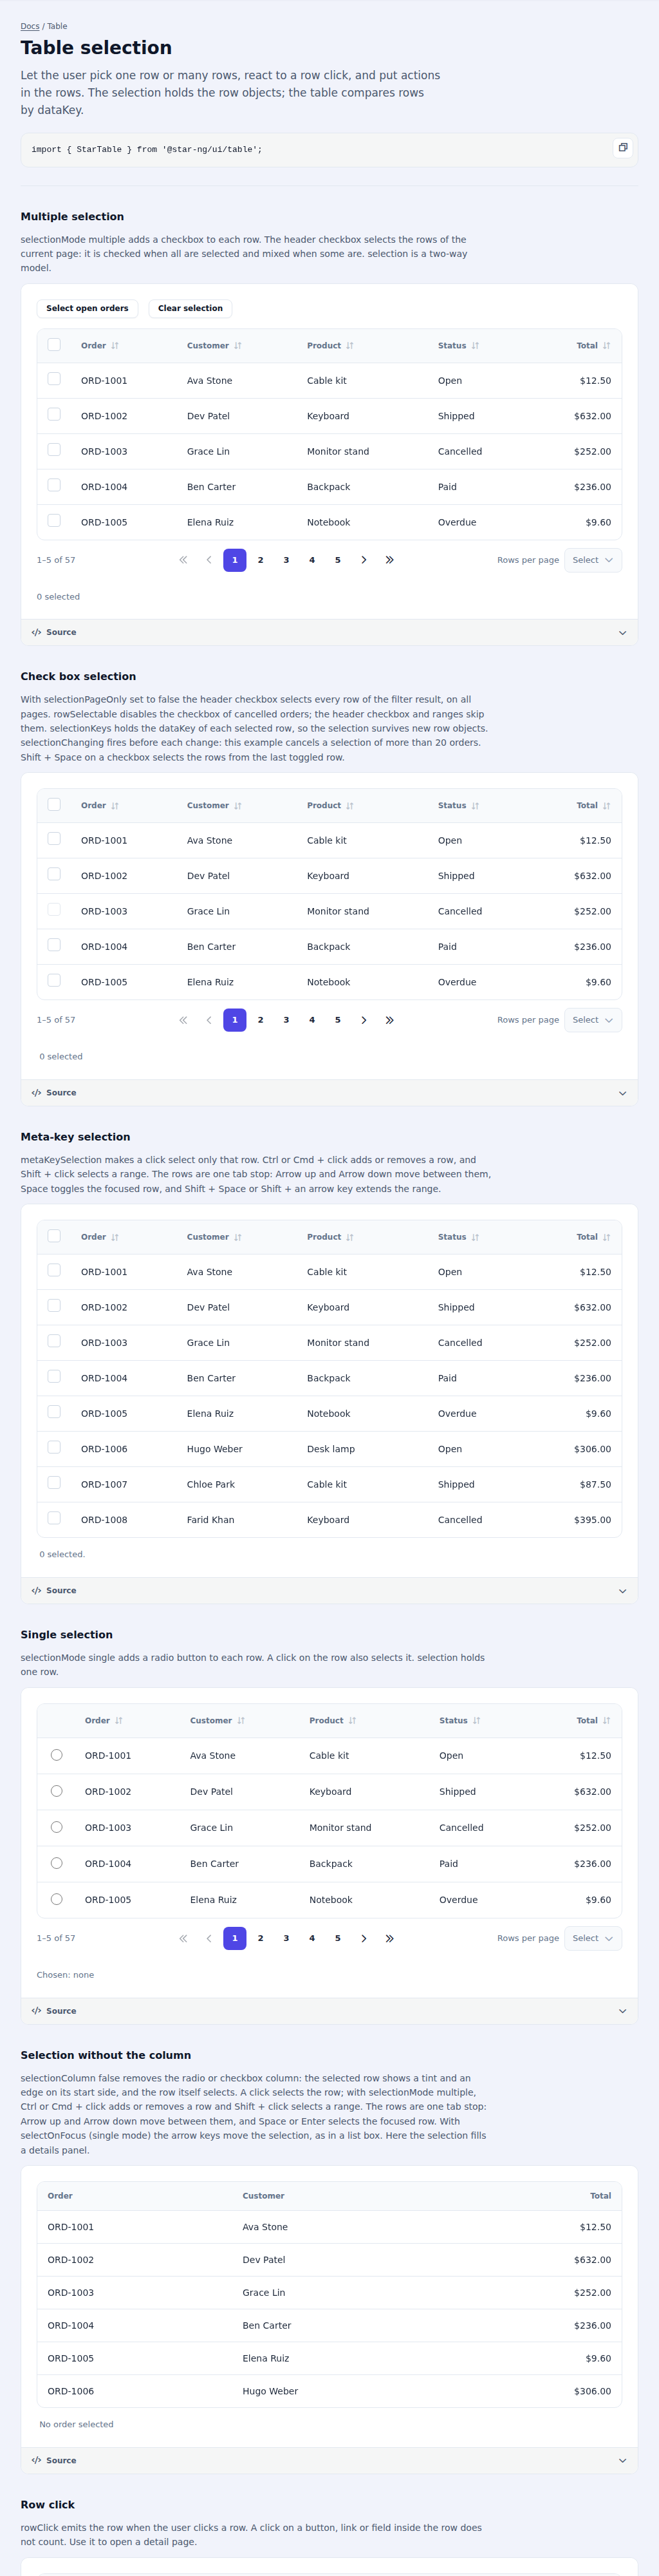 Docs / Table
Table selection
Let the user pick one row or many rows, react to a row click, and put actions
in the rows. The selection holds the row objects; the table compares rows
by dataKey.
import { StarTable } from '@star-ng/ui/table';
Multiple selection
selectionMode multiple adds a checkbox to each row. The header checkbox selects the rows of the
current page: it is checked when all are selected and mixed when some are. selection is a two-way
model.
Select open orders Clear selection
Order Customer Product Status Total
ORD-1001 Ava Stone Cable kit Open $12.50
ORD-1002 Dev Patel Keyboard Shipped $632.00
ORD-1003 Grace Lin Monitor stand Cancelled $252.00
ORD-1004 Ben Carter Backpack Paid $236.00
ORD-1005 Elena Ruiz Notebook Overdue $9.60
1–5 of 57 1 2 3 4 5 Rows per page Select
0 selected
Source
Check box selection
With selectionPageOnly set to false the header checkbox selects every row of the filter result, on all
pages. rowSelectable disables the checkbox of cancelled orders; the header checkbox and ranges skip
them. selectionKeys holds the dataKey of each selected row, so the selection survives new row objects.
selectionChanging fires before each change: this example cancels a selection of more than 20 orders.
Shift + Space on a checkbox selects the rows from the last toggled row.
Order Customer Product Status Total
ORD-1001 Ava Stone Cable kit Open $12.50
ORD-1002 Dev Patel Keyboard Shipped $632.00
ORD-1003 Grace Lin Monitor stand Cancelled $252.00
ORD-1004 Ben Carter Backpack Paid $236.00
ORD-1005 Elena Ruiz Notebook Overdue $9.60
1–5 of 57 1 2 3 4 5 Rows per page Select
0 selected
Source
Meta-key selection
metaKeySelection makes a click select only that row. Ctrl or Cmd + click adds or removes a row, and
Shift + click selects a range. The rows are one tab stop: Arrow up and Arrow down move between them,
Space toggles the focused row, and Shift + Space or Shift + an arrow key extends the range.
Order Customer Product Status Total
ORD-1001 Ava Stone Cable kit Open $12.50
ORD-1002 Dev Patel Keyboard Shipped $632.00
ORD-1003 Grace Lin Monitor stand Cancelled $252.00
ORD-1004 Ben Carter Backpack Paid $236.00
ORD-1005 Elena Ruiz Notebook Overdue $9.60
ORD-1006 Hugo Weber Desk lamp Open $306.00
ORD-1007 Chloe Park Cable kit Shipped $87.50
ORD-1008 Farid Khan Keyboard Cancelled $395.00
0 selected.
Source
Single selection
selectionMode single adds a radio button to each row. A click on the row also selects it. selection holds
one row.
Order Customer Product Status Total
ORD-1001 Ava Stone Cable kit Open $12.50
ORD-1002 Dev Patel Keyboard Shipped $632.00
ORD-1003 Grace Lin Monitor stand Cancelled $252.00
ORD-1004 Ben Carter Backpack Paid $236.00
ORD-1005 Elena Ruiz Notebook Overdue $9.60
1–5 of 57 1 2 3 4 5 Rows per page Select
Chosen: none
Source
Selection without the column
selectionColumn false removes the radio or checkbox column: the selected row shows a tint and an
edge on its start side, and the row itself selects. A click selects the row; with selectionMode multiple,
Ctrl or Cmd + click adds or removes a row and Shift + click selects a range. The rows are one tab stop:
Arrow up and Arrow down move between them, and Space or Enter selects the focused row. With
selectOnFocus (single mode) the arrow keys move the selection, as in a list box. Here the selection fills
a details panel.
Order Customer Total
ORD-1001 Ava Stone $12.50
ORD-1002 Dev Patel $632.00
ORD-1003 Grace Lin $252.00
ORD-1004 Ben Carter $236.00
ORD-1005 Elena Ruiz $9.60
ORD-1006 Hugo Weber $306.00
No order selected
Source
Row click
rowClick emits the row when the user clicks a row. A click on a button, link or field inside the row does
not count. Use it to open a detail page.